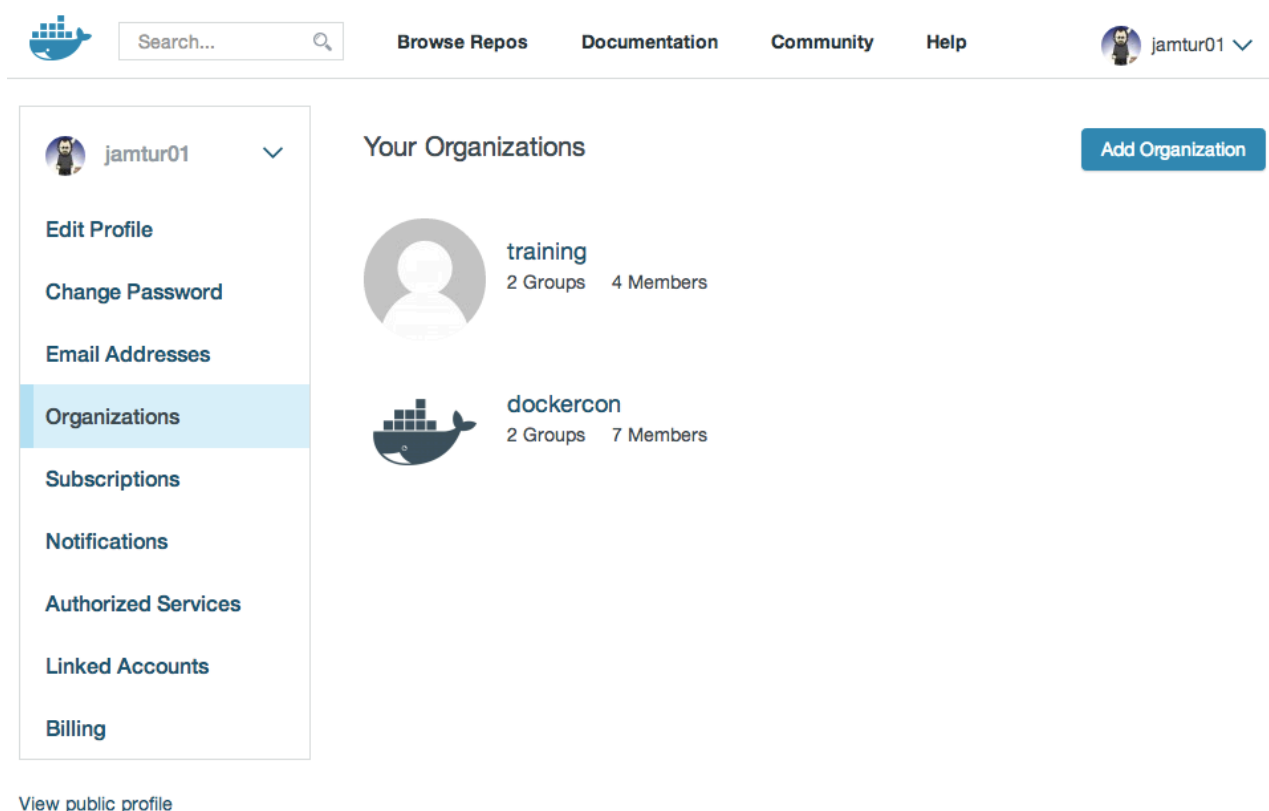 Search...
Browse Repos
Documentation
Community
Help
jamtur01
jamtur01
Edit Profile
Change Password
Email Addresses
Organizations
Subscriptions
Notifications
Authorized Services
Linked Accounts
Billing
View public profile
Your Organizations
Add Organization
training
2 Groups 4 Members
dockercon
2 Groups 7 Members